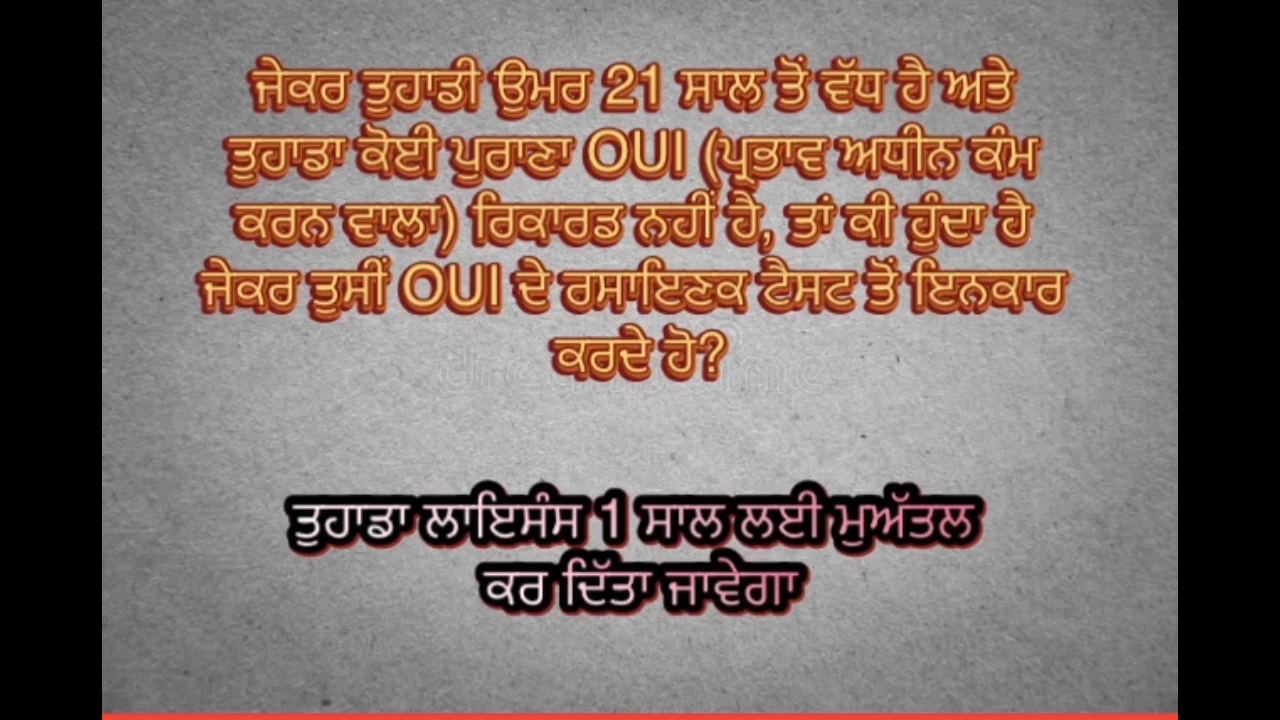 ਜੇਕਰ ਤੁਹਾਡੀ ਉਮਰ 21 ਸਾਲ ਤੋਂ ਵੱਧ ਹੈ ਅਤੇ
ਤੁਹਾਡਾ ਕੋਈ ਪੁਰਾਣਾ OUI (ਪ੍ਰਭਾਵ ਅਧੀਨ ਕੰਮ
ਕਰਨ ਵਾਲਾ) ਰਿਕਾਰਡ ਨਹੀਂ ਹੈ, ਤਾਂ ਕੀ ਹੁੰਦਾ ਹੈ
ਜੇਕਰ ਤੁਸੀਂ OUI ਦੇ ਰਸਾਇਣਕ ਟੈਸਟ ਤੋਂ ਇਨਕਾਰ
ਕਰਦੇ ਹੋ?
ਤੁਹਾਡਾ ਲਾਇਸੰਸ 1 ਸਾਲ ਲਈ ਮੁਅੱਤਲ
ਕਰ ਦਿੱਤਾ ਜਾਵੇਗਾ